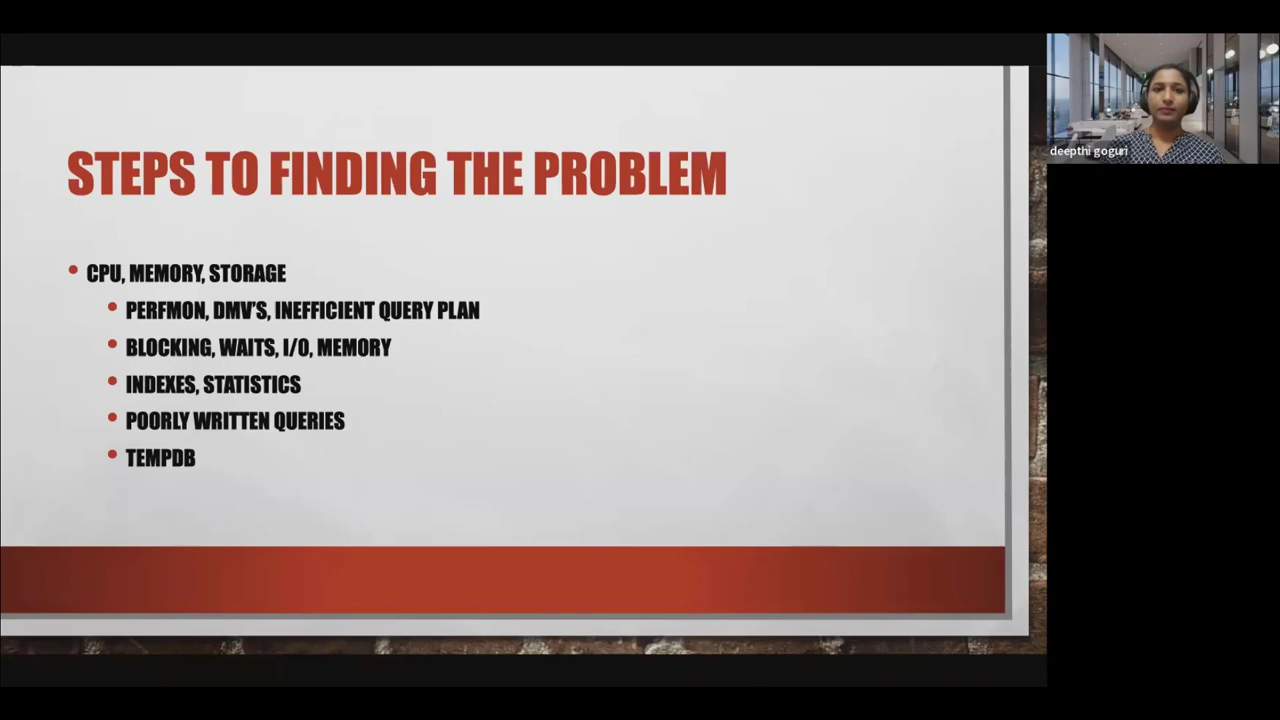 STEPS TO FINDING THE PROBLEM
CPU, MEMORY, STORAGE
PERFMON, DMV'S, INEFFICIENT QUERY PLAN
BLOCKING, WAITS, I/O, MEMORY
INDEXES, STATISTICS
POORLY WRITTEN QUERIES
TEMPDB
deepthi goguri